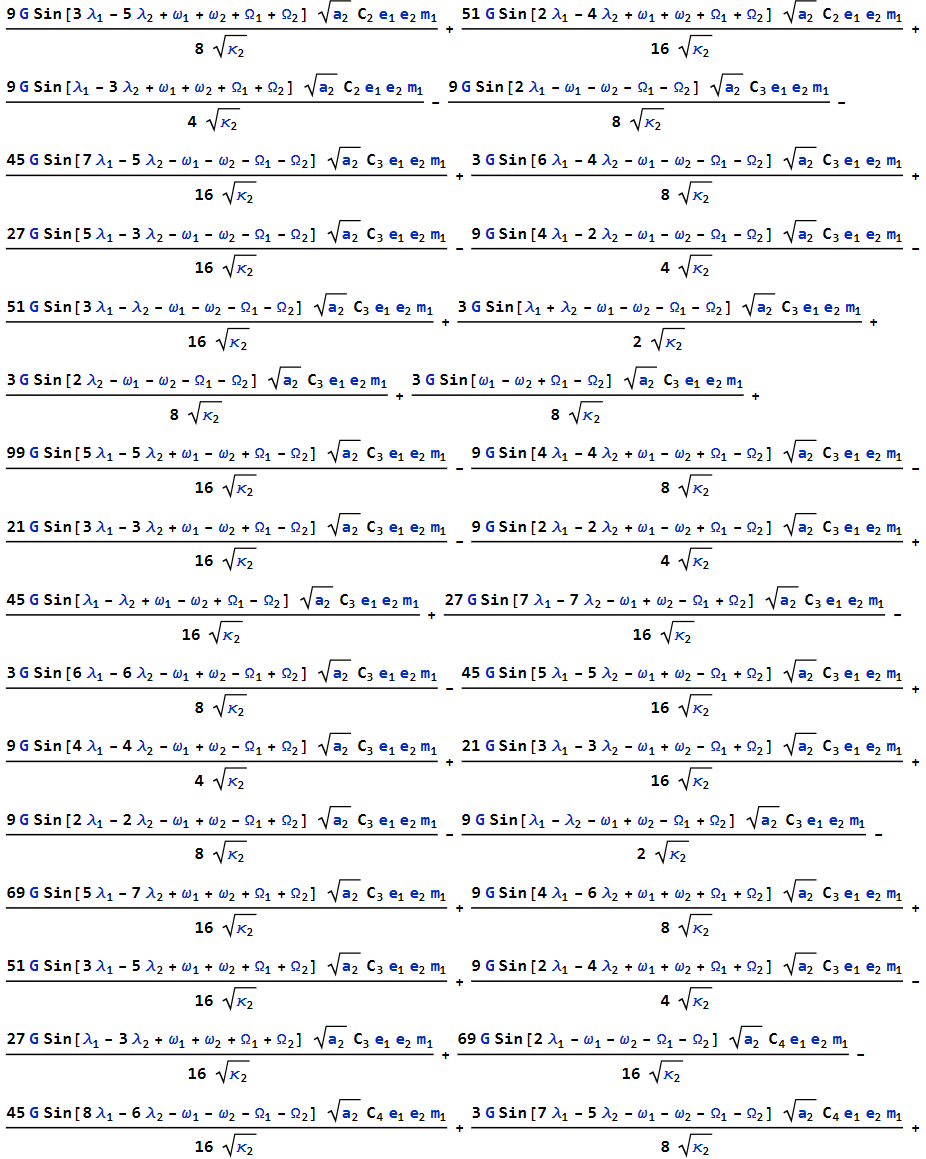 9 G Sin[3 λ₁ − 5 λ₂ + ω₁ + ω₂ + Ω₁ + Ω₂] √a₂ C₂ e₁ e₂ m₁ / 8 √κ₂ + 51 G Sin[2 λ₁ − 4 λ₂ + ω₁ + ω₂ + Ω₁ + Ω₂] √a₂ C₂ e₁ e₂ m₁ / 16 √κ₂ +
9 G Sin[λ₁ − 3 λ₂ + ω₁ + ω₂ + Ω₁ + Ω₂] √a₂ C₂ e₁ e₂ m₁ / 4 √κ₂ − 9 G Sin[2 λ₁ − ω₁ − ω₂ − Ω₁ − Ω₂] √a₂ C₃ e₁ e₂ m₁ / 8 √κ₂ −
45 G Sin[7 λ₁ − 5 λ₂ − ω₁ − ω₂ − Ω₁ − Ω₂] √a₂ C₃ e₁ e₂ m₁ / 16 √κ₂ + 3 G Sin[6 λ₁ − 4 λ₂ − ω₁ − ω₂ − Ω₁ − Ω₂] √a₂ C₃ e₁ e₂ m₁ / 8 √κ₂ +
27 G Sin[5 λ₁ − 3 λ₂ − ω₁ − ω₂ − Ω₁ − Ω₂] √a₂ C₃ e₁ e₂ m₁ / 16 √κ₂ − 9 G Sin[4 λ₁ − 2 λ₂ − ω₁ − ω₂ − Ω₁ − Ω₂] √a₂ C₃ e₁ e₂ m₁ / 4 √κ₂ −
51 G Sin[3 λ₁ − λ₂ − ω₁ − ω₂ − Ω₁ − Ω₂] √a₂ C₃ e₁ e₂ m₁ / 16 √κ₂ + 3 G Sin[λ₁ + λ₂ − ω₁ − ω₂ − Ω₁ − Ω₂] √a₂ C₃ e₁ e₂ m₁ / 2 √κ₂ +
3 G Sin[2 λ₂ − ω₁ − ω₂ − Ω₁ − Ω₂] √a₂ C₃ e₁ e₂ m₁ / 8 √κ₂ + 3 G Sin[ω₁ − ω₂ + Ω₁ − Ω₂] √a₂ C₃ e₁ e₂ m₁ / 8 √κ₂ +
99 G Sin[5 λ₁ − 5 λ₂ + ω₁ − ω₂ + Ω₁ − Ω₂] √a₂ C₃ e₁ e₂ m₁ / 16 √κ₂ − 9 G Sin[4 λ₁ − 4 λ₂ + ω₁ − ω₂ + Ω₁ − Ω₂] √a₂ C₃ e₁ e₂ m₁ / 8 √κ₂ −
21 G Sin[3 λ₁ − 3 λ₂ + ω₁ − ω₂ + Ω₁ − Ω₂] √a₂ C₃ e₁ e₂ m₁ / 16 √κ₂ − 9 G Sin[2 λ₁ − 2 λ₂ + ω₁ − ω₂ + Ω₁ − Ω₂] √a₂ C₃ e₁ e₂ m₁ / 4 √κ₂ +
45 G Sin[λ₁ − λ₂ + ω₁ − ω₂ + Ω₁ − Ω₂] √a₂ C₃ e₁ e₂ m₁ / 16 √κ₂ + 27 G Sin[7 λ₁ − 7 λ₂ − ω₁ + ω₂ − Ω₁ + Ω₂] √a₂ C₃ e₁ e₂ m₁ / 16 √κ₂ −
3 G Sin[6 λ₁ − 6 λ₂ − ω₁ + ω₂ − Ω₁ + Ω₂] √a₂ C₃ e₁ e₂ m₁ / 8 √κ₂ − 45 G Sin[5 λ₁ − 5 λ₂ − ω₁ + ω₂ − Ω₁ + Ω₂] √a₂ C₃ e₁ e₂ m₁ / 16 √κ₂ +
9 G Sin[4 λ₁ − 4 λ₂ − ω₁ + ω₂ − Ω₁ + Ω₂] √a₂ C₃ e₁ e₂ m₁ / 4 √κ₂ + 21 G Sin[3 λ₁ − 3 λ₂ − ω₁ + ω₂ − Ω₁ + Ω₂] √a₂ C₃ e₁ e₂ m₁ / 16 √κ₂ +
9 G Sin[2 λ₁ − 2 λ₂ − ω₁ + ω₂ − Ω₁ + Ω₂] √a₂ C₃ e₁ e₂ m₁ / 8 √κ₂ − 9 G Sin[λ₁ − λ₂ − ω₁ + ω₂ − Ω₁ + Ω₂] √a₂ C₃ e₁ e₂ m₁ / 2 √κ₂ −
69 G Sin[5 λ₁ − 7 λ₂ + ω₁ + ω₂ + Ω₁ + Ω₂] √a₂ C₃ e₁ e₂ m₁ / 16 √κ₂ + 9 G Sin[4 λ₁ − 6 λ₂ + ω₁ + ω₂ + Ω₁ + Ω₂] √a₂ C₃ e₁ e₂ m₁ / 8 √κ₂ +
51 G Sin[3 λ₁ − 5 λ₂ + ω₁ + ω₂ + Ω₁ + Ω₂] √a₂ C₃ e₁ e₂ m₁ / 16 √κ₂ + 9 G Sin[2 λ₁ − 4 λ₂ + ω₁ + ω₂ + Ω₁ + Ω₂] √a₂ C₃ e₁ e₂ m₁ / 4 √κ₂ −
27 G Sin[λ₁ − 3 λ₂ + ω₁ + ω₂ + Ω₁ + Ω₂] √a₂ C₃ e₁ e₂ m₁ / 16 √κ₂ + 69 G Sin[2 λ₁ − ω₁ − ω₂ − Ω₁ − Ω₂] √a₂ C₄ e₁ e₂ m₁ / 16 √κ₂ −
45 G Sin[8 λ₁ − 6 λ₂ − ω₁ − ω₂ − Ω₁ − Ω₂] √a₂ C₄ e₁ e₂ m₁ / 16 √κ₂ + 3 G Sin[7 λ₁ − 5 λ₂ − ω₁ − ω₂ − Ω₁ − Ω₂] √a₂ C₄ e₁ e₂ m₁ / 8 √κ₂ +